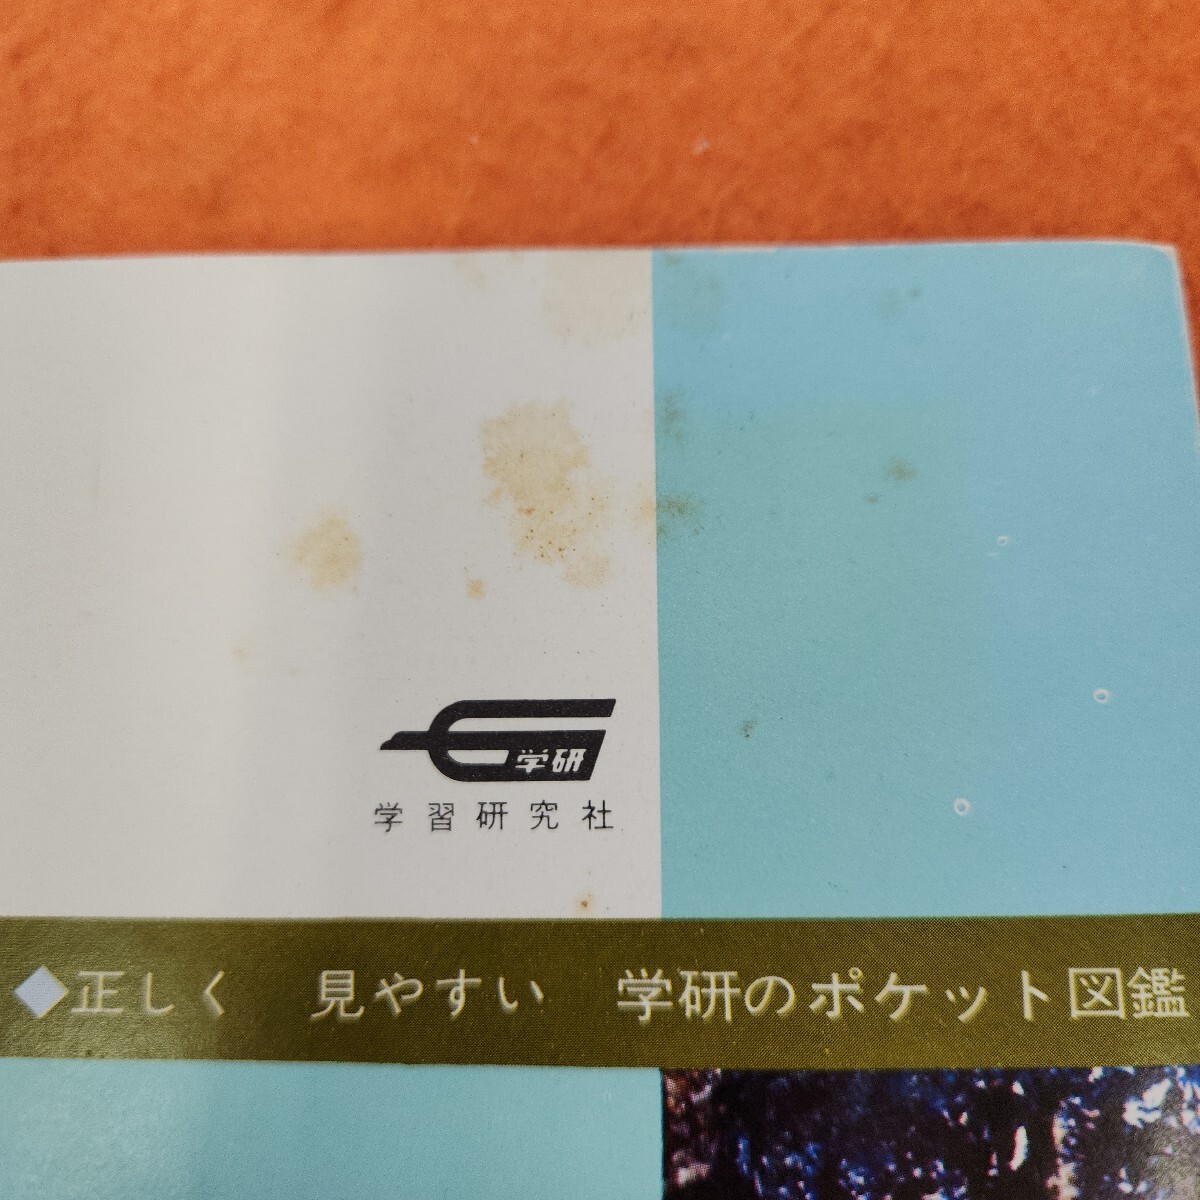 学研
学習研究社
◆正しく 見やすい 学研のポケット図鑑